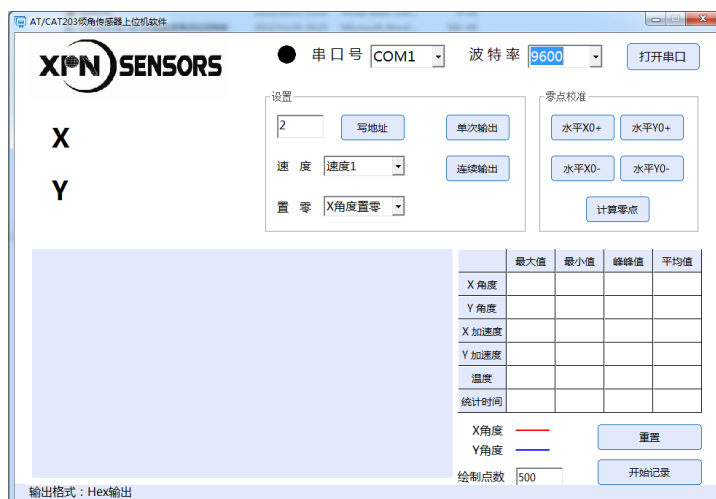 AT/CAT203倾角传感器上位机软件
XPN SENSORS
串口号 COM1 波特率 9600 打开串口
设置
2 写地址 单次输出
速 度 速度1 连续输出
置 零 X角度置零
零点校准
水平X0+ 水平Y0+
水平X0- 水平Y0-
计算零点
X
Y
最大值 最小值 峰峰值 平均值
X 角度
Y 角度
X 加速度
Y 加速度
温度
统计时间
X角度
Y角度
重置
绘制点数 500 开始记录
输出格式：Hex输出